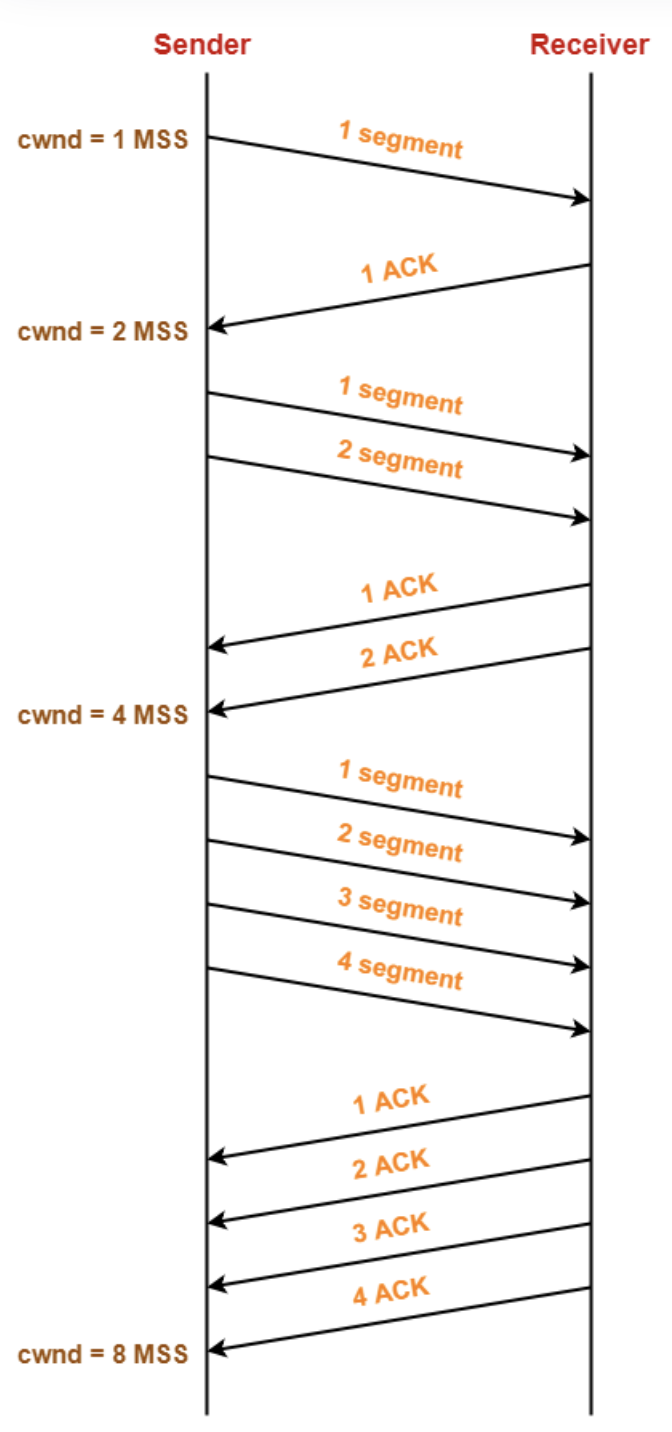 Sender Receiver
cwnd = 1 MSS
1 segment
1 ACK
cwnd = 2 MSS
1 segment
2 segment
1 ACK
2 ACK
cwnd = 4 MSS
1 segment
2 segment
3 segment
4 segment
1 ACK
2 ACK
3 ACK
4 ACK
cwnd = 8 MSS